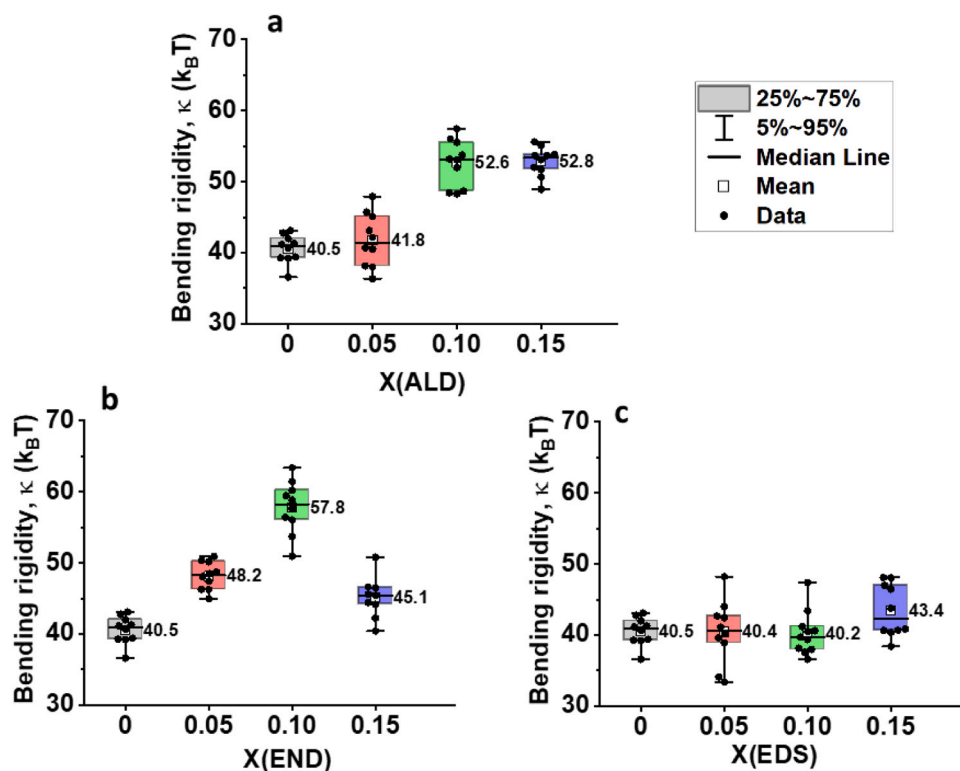 a
Bending rigidity, κ (kBT)
70
60
50
40
30
40.5
41.8
52.6
52.8
0 0.05 0.10 0.15
X(ALD)
25%~75%
5%~95%
Median Line
Mean
Data
b
Bending rigidity, κ (kBT)
70
60
50
40
30
40.5
48.2
57.8
45.1
0 0.05 0.10 0.15
X(END)
c
Bending rigidity, κ (kBT)
70
60
50
40
30
40.5
40.4
40.2
43.4
0 0.05 0.10 0.15
X(EDS)